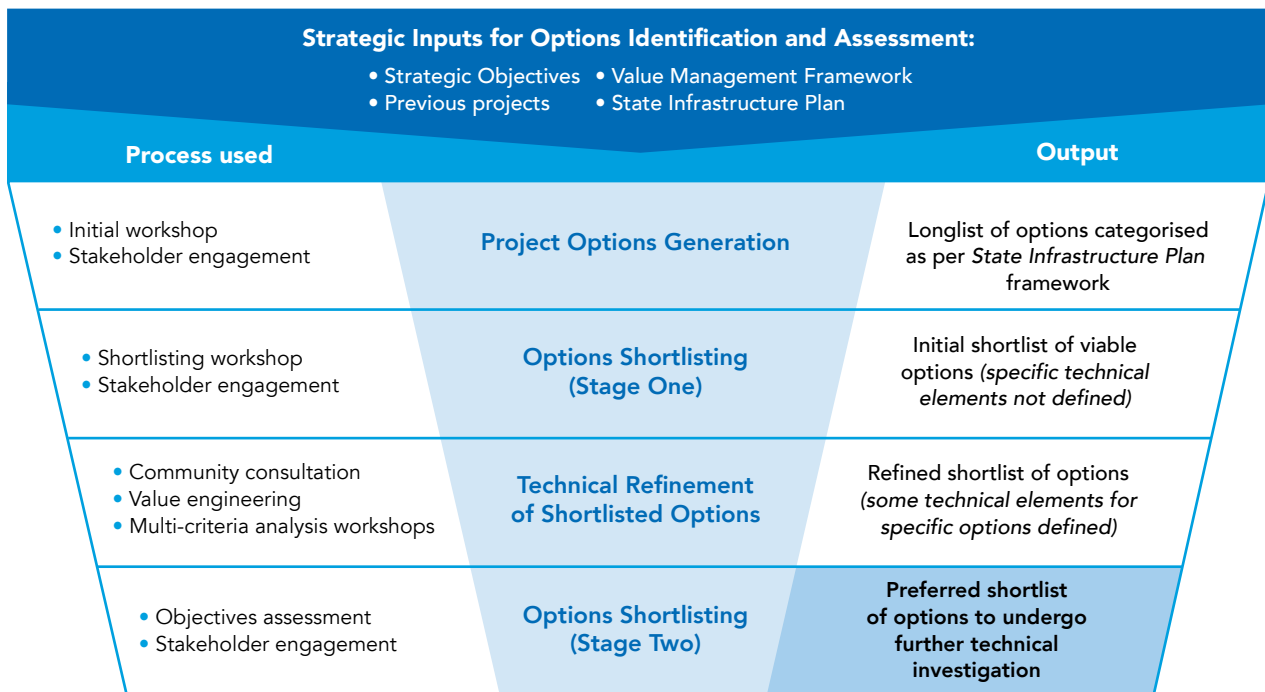 Strategic Inputs for Options Identification and Assessment:
• Strategic Objectives • Value Management Framework
• Previous projects • State Infrastructure Plan
Process used
Output
• Initial workshop
• Stakeholder engagement
Project Options Generation
Longlist of options categorised
as per State Infrastructure Plan
framework
• Shortlisting workshop
• Stakeholder engagement
Options Shortlisting
(Stage One)
Initial shortlist of viable
options (specific technical
elements not defined)
• Community consultation
• Value engineering
• Multi-criteria analysis workshops
Technical Refinement
of Shortlisted Options
Refined shortlist of options
(some technical elements for
specific options defined)
• Objectives assessment
• Stakeholder engagement
Options Shortlisting
(Stage Two)
Preferred shortlist
of options to undergo
further technical
investigation